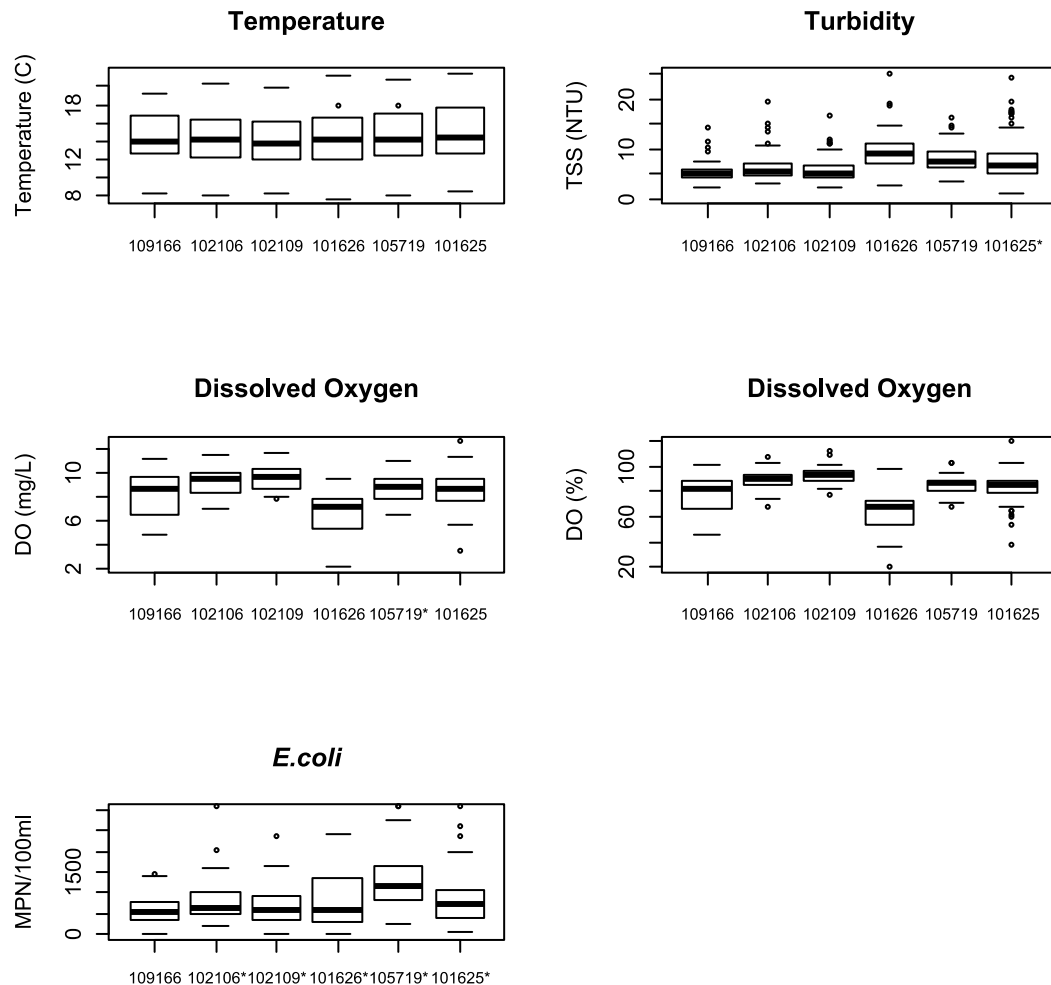 Temperature
Temperature (C)
18
12
8
109166 102106 102109 101626 105719 101625
Turbidity
TSS (NTU)
20
10
0
109166 102106 102109 101626 105719 101625*
Dissolved Oxygen
DO (mg/L)
10
6
2
109166 102106 102109 101626 105719* 101625
Dissolved Oxygen
DO (%)
100
60
20
109166 102106 102109 101626 105719 101625
E.coli
MPN/100ml
1500
0
109166 102106* 102109* 101626* 105719* 101625*